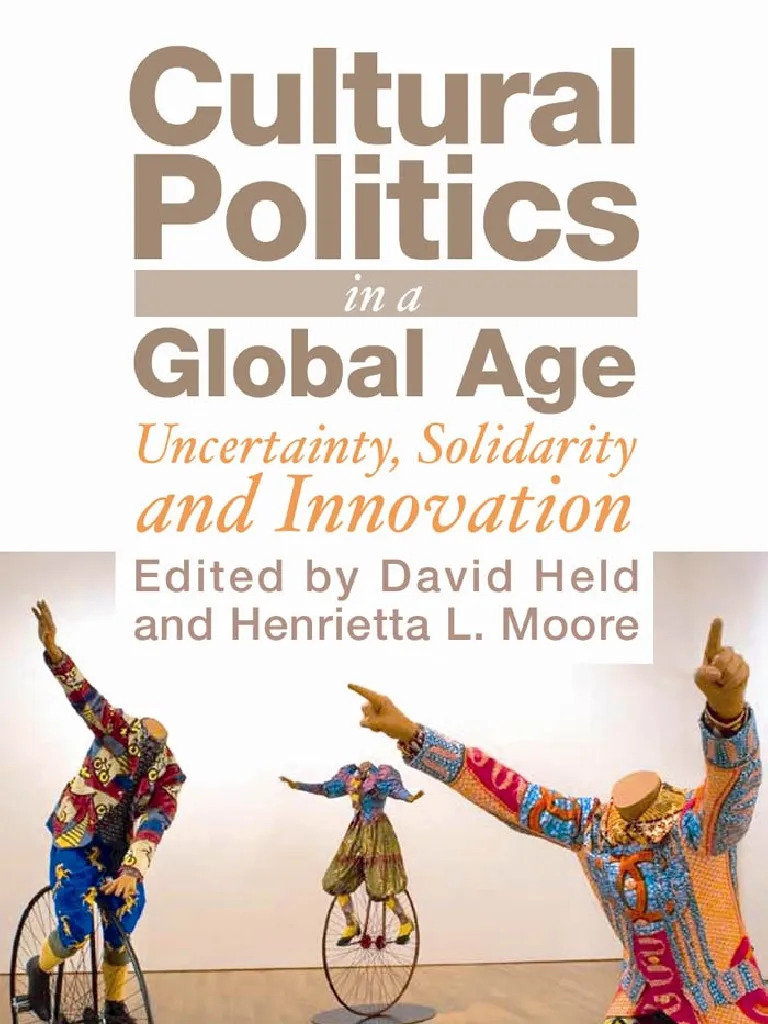 Cultural
Politics
in a
Global Age
Uncertainty, Solidarity
and Innovation
Edited by David Held
and Henrietta L. Moore